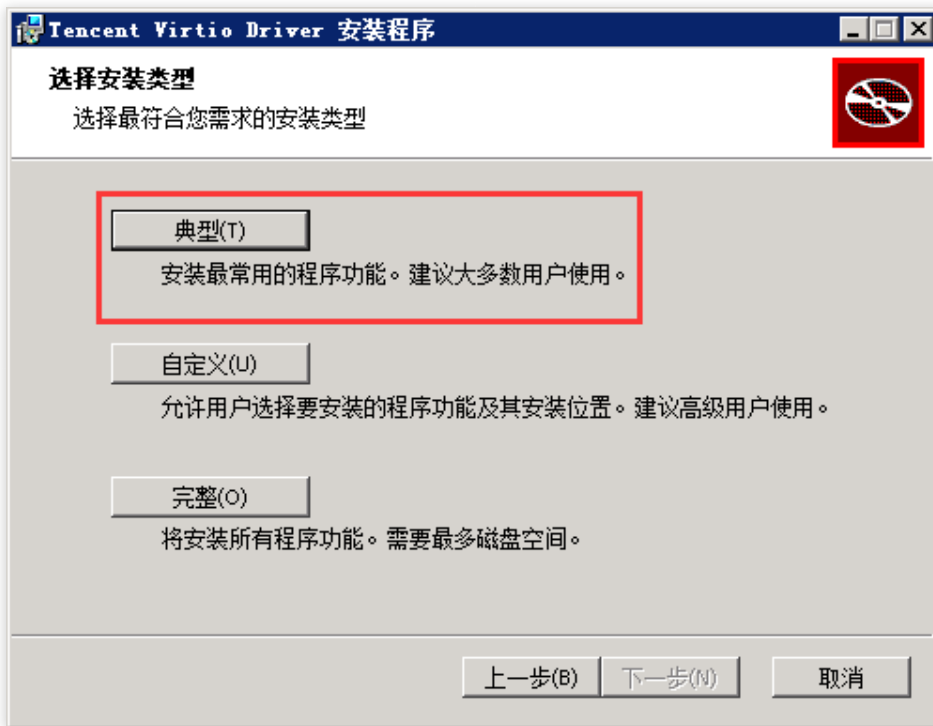 Tencent Virtio Driver 安装程序
选择安装类型
选择最符合您需求的安装类型
典型(T)
安装最常用的程序功能。建议大多数用户使用。
自定义(U)
允许用户选择要安装的程序功能及其安装位置。建议高级用户使用。
完整(O)
将安装所有程序功能。需要最多磁盘空间。
上一步(B) 下一步(N) 取消